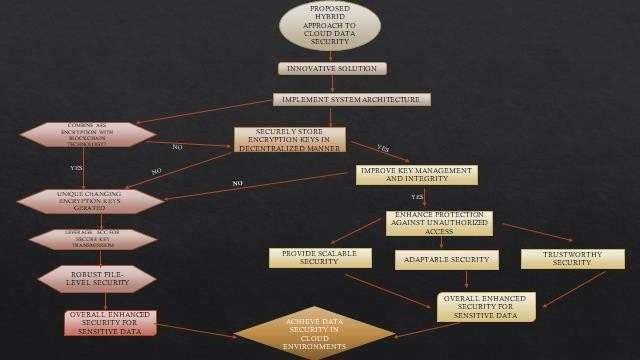 PROPOSED
HYBRID
APPROACH TO
CLOUD DATA
SECURITY
INNOVATIVE SOLUTION
IMPLEMENT SYSTEM ARCHITECTURE
COMBINE AES
ENCRYPTION WITH
BLOCKCHAIN
TECHNOLOGY
SECURELY STORE
ENCRYPTION KEYS IN
DECENTRALIZED MANNER
NO
YES
YES
NO
IMPROVE KEY MANAGEMENT
AND INTEGRITY
NO
YES
UNIQUE CHANGING
ENCRYPTION KEYS
GERATED
ENHANCE PROTECTION
AGAINST UNAUTHORIZED
ACCESS
LEVERAGE ECC FOR
SECURE KEY
TRANSMISSION
PROVIDE SCALABLE
SECURITY
ADAPTABLE SECURITY
TRUSTWORTHY
SECURITY
ROBUST FILE-
LEVEL SECURITY
OVERALL ENHANCED
SECURITY FOR
SENSITIVE DATA
OVERALL ENHANCED
SECURITY FOR
SENSITIVE DATA
ACHIEVE DATA
SECURITY IN
CLOUD
ENVIRONMENTS